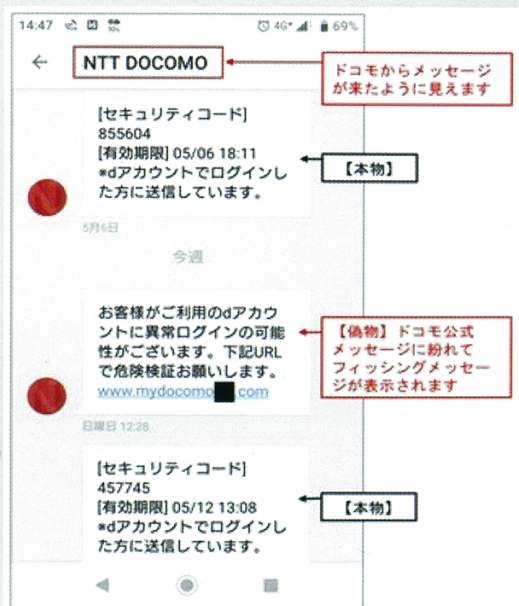 14:47
4G+
69%
NTT DOCOMO
ドコモからメッセージ
が来たように見えます
[セキュリティコード]
855604
[有効期限] 05/06 18:11
※dアカウントでログインし
た方に送信しています。
【本物】
5月6日
今週
お客様がご利用のdアカウ
ントに異常ログインの可能
性がございます。下記URL
で危険検証お願いします。
www.mydocomo .com
【偽物】ドコモ公式
メッセージに紛れて
フィッシングメッセー
ジが表示されます
日曜日 12:28
[セキュリティコード]
457745
[有効期限] 05/12 13:08
※dアカウントでログインし
た方に送信しています。
【本物】